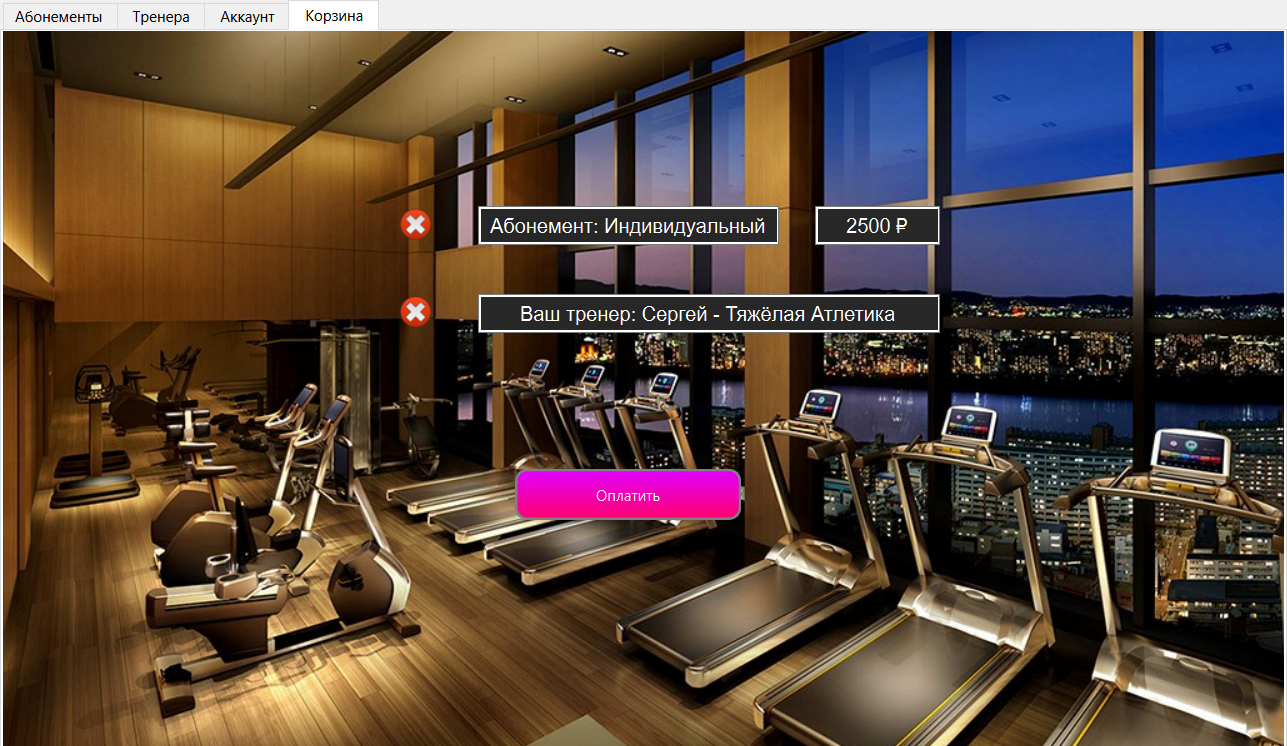 Абонементы Тренера Аккаунт Корзина
Абонемент: Индивидуальный 2500 ₽
Ваш тренер: Сергей - Тяжёлая Атлетика
Оплатить